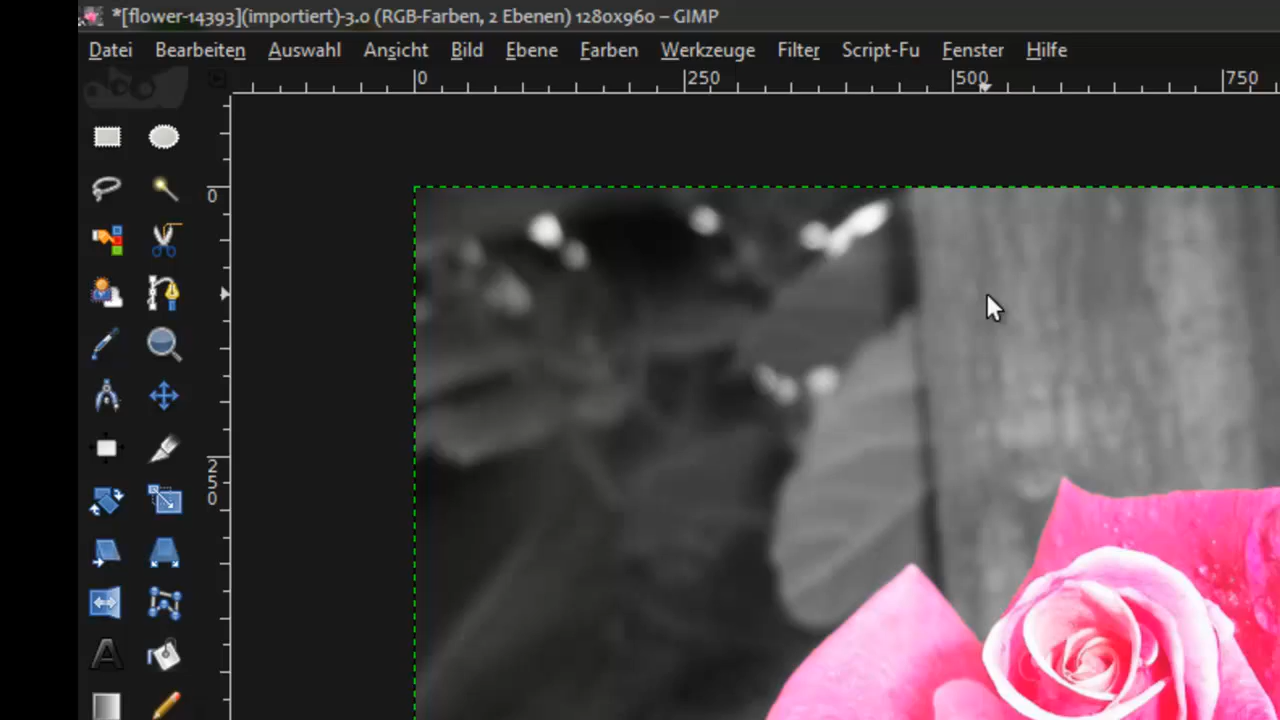 *[flower-14393](importiert)-3.0 (RGB-Farben, 2 Ebenen) 1280x960 – GIMP
Datei Bearbeiten Auswahl Ansicht Bild Ebene Farben Werkzeuge Filter Script-Fu Fenster Hilfe
0 250 500 750
0
250